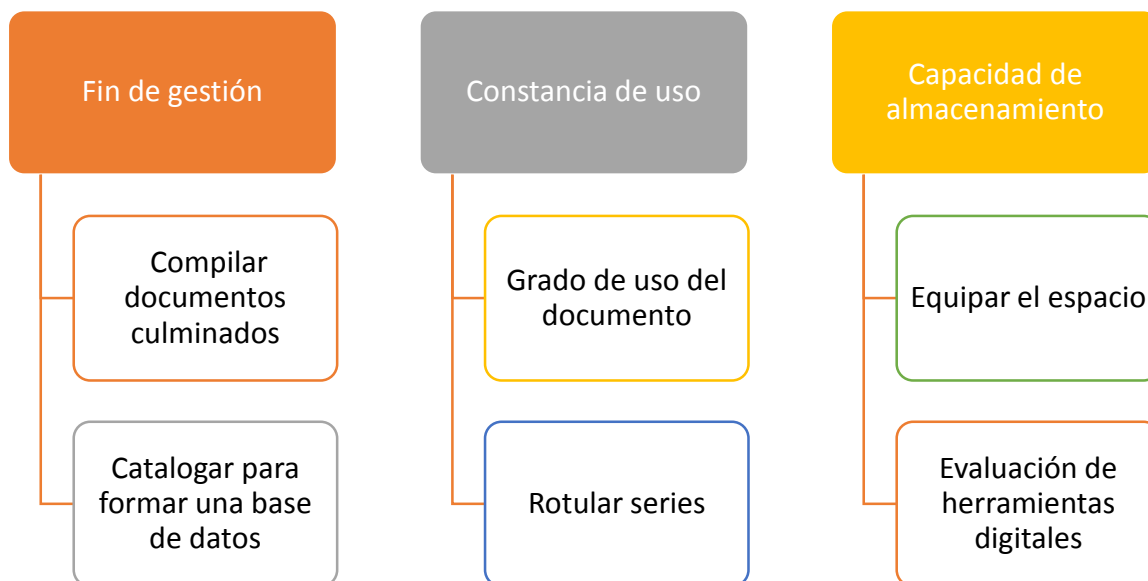 Fin de gestión
Compilar
documentos
culminados
Catalogar para
formar una base
de datos
Constancia de uso
Grado de uso del
documento
Rotular series
Capacidad de
almacenamiento
Equipar el espacio
Evaluación de
herramientas
digitales